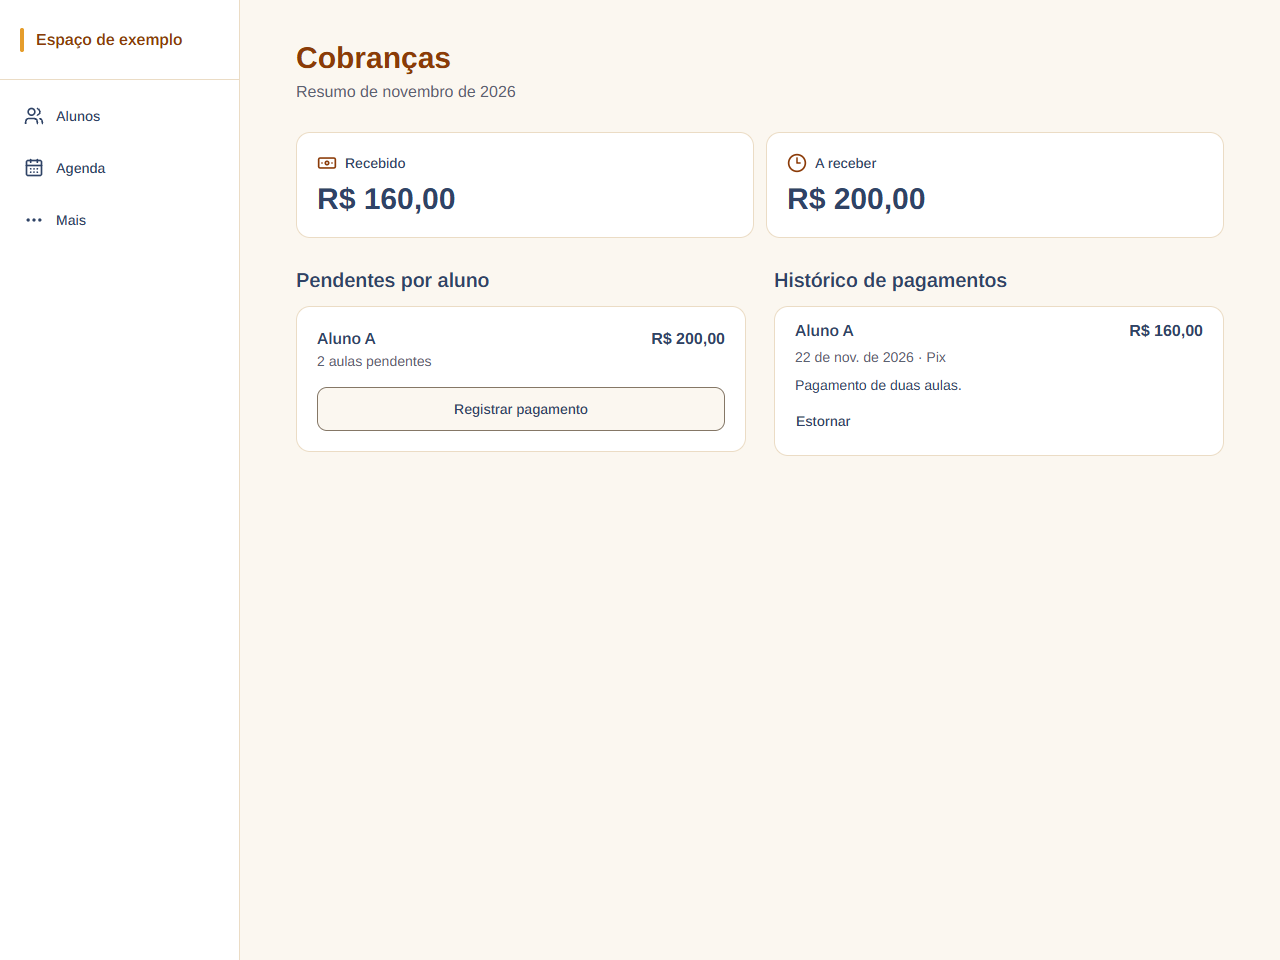 Espaço de exemplo
Alunos
Agenda
Mais
Cobranças
Resumo de novembro de 2026
Recebido
R$ 160,00
A receber
R$ 200,00
Pendentes por aluno
Aluno A
R$ 200,00
2 aulas pendentes
Registrar pagamento
Histórico de pagamentos
Aluno A
R$ 160,00
22 de nov. de 2026 · Pix
Pagamento de duas aulas.
Estornar